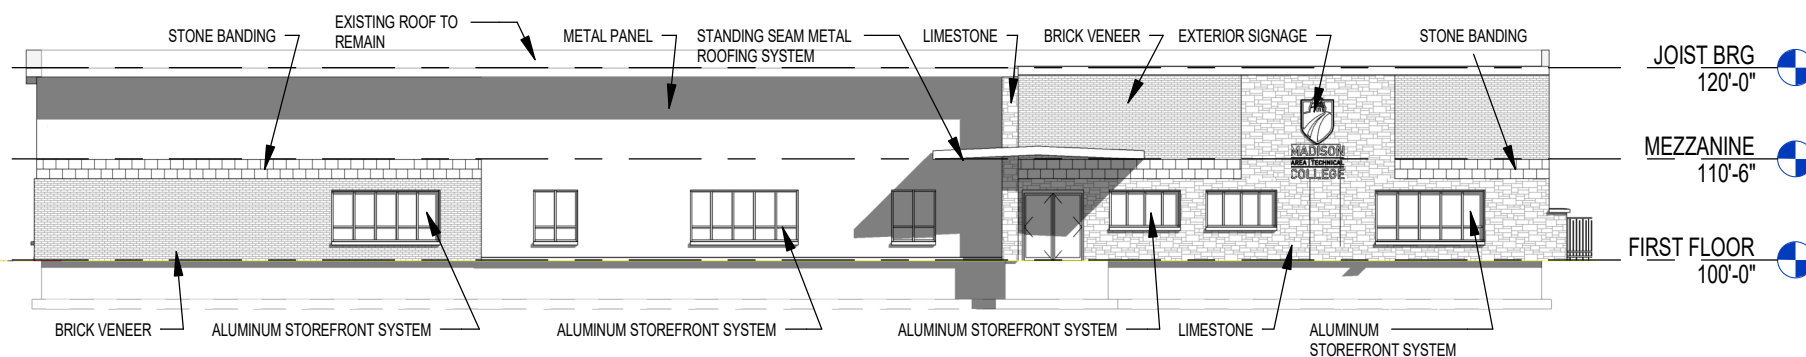 EXISTING ROOF TO
REMAIN
STONE BANDING
METAL PANEL
STANDING SEAM METAL
ROOFING SYSTEM
LIMESTONE
BRICK VENEER
EXTERIOR SIGNAGE
STONE BANDING
JOIST BRG
120'-0"
MADISON
AREA TECHNICAL
COLLEGE
MEZZANINE
110'-6"
FIRST FLOOR
100'-0"
BRICK VENEER
ALUMINUM STOREFRONT SYSTEM
ALUMINUM STOREFRONT SYSTEM
ALUMINUM STOREFRONT SYSTEM
LIMESTONE
ALUMINUM
STOREFRONT SYSTEM